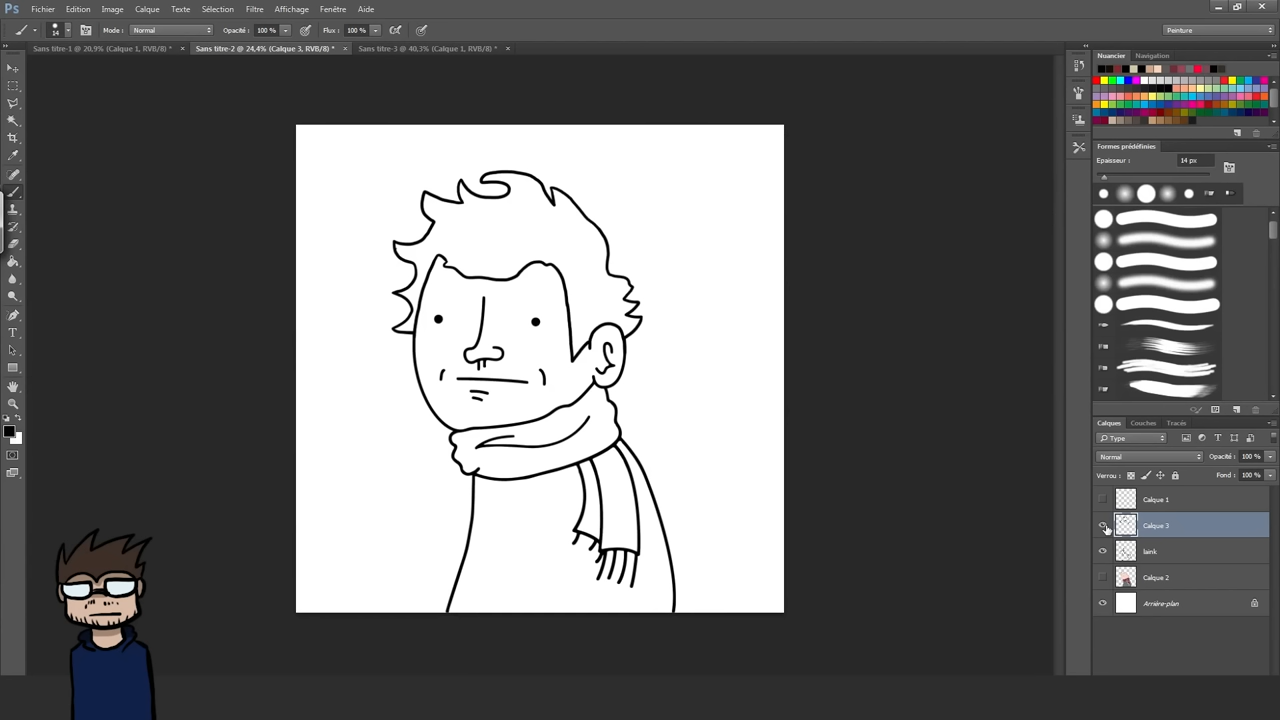 Ps Fichier Edition Image Calque Texte Sélection Filtre Affichage Fenêtre Aide
14 Mode : Normal Opacité : 100 % Flux : 100 % Peinture
Sans titre-1 @ 20,9% (Calque 1, RVB/8) * × Sans titre-2 @ 24,4% (Calque 3, RVB/8) * × Sans titre-3 @ 40,3% (Calque 1, RVB/8) * ×
Nuancier Navigation
Formes prédéfinies
Epaisseur : 14 px
Calques Couches Tracés
Type
Normal Opacité : 100 %
Verrou : Fond : 100 %
Calque 1
Calque 3
laink
Calque 2
Arrière-plan